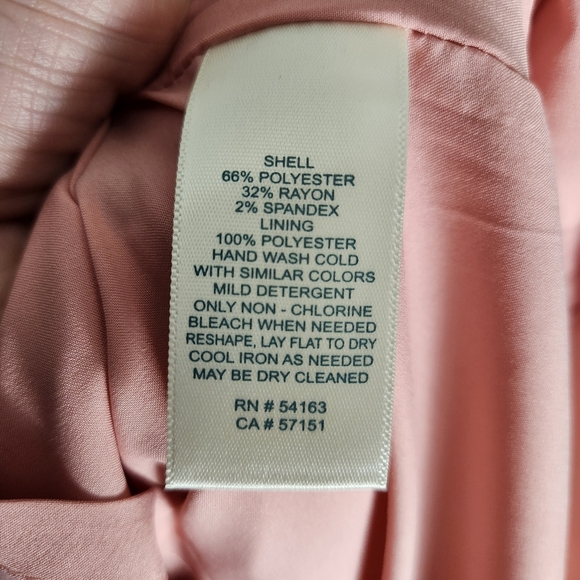 SHELL
66% POLYESTER
32% RAYON
2% SPANDEX
LINING
100% POLYESTER
HAND WASH COLD
WITH SIMILAR COLORS
MILD DETERGENT
ONLY NON - CHLORINE
BLEACH WHEN NEEDED
RESHAPE, LAY FLAT TO DRY
COOL IRON AS NEEDED
MAY BE DRY CLEANED
RN # 54163
CA # 57151